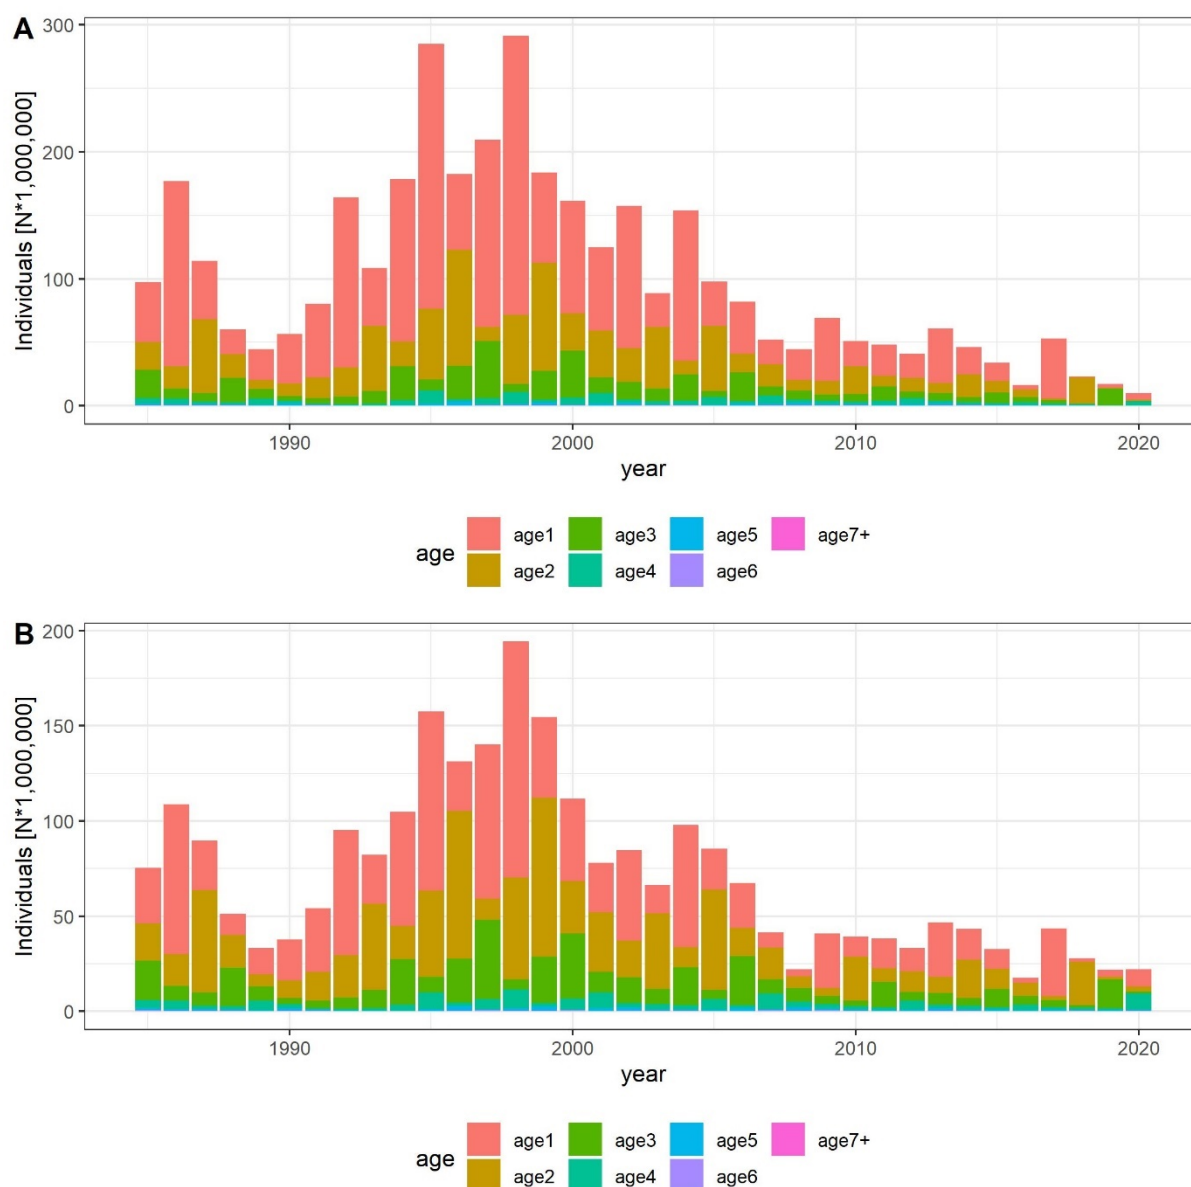 A
300
200
100
0
Individuals [N*1,000,000]
1990 2000 2010 2020
year
age age1 age3 age5 age7+
age2 age4 age6
B
200
150
100
50
0
Individuals [N*1,000,000]
1990 2000 2010 2020
year
age age1 age3 age5 age7+
age2 age4 age6